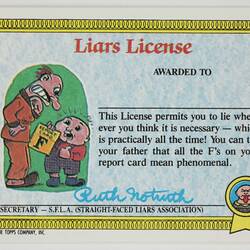 Liars License
AWARDED TO
This License permits you to lie when-
ever you think it is necessary — which
is practically all the time! You can t
your father that all the F's on you
report card mean phenomenal.
Ruth Notruth
SECRETARY - S.F.L.A. (STRAIGHT-FACED LIARS ASSOCIATION)
TOPPS COMPANY, INC.